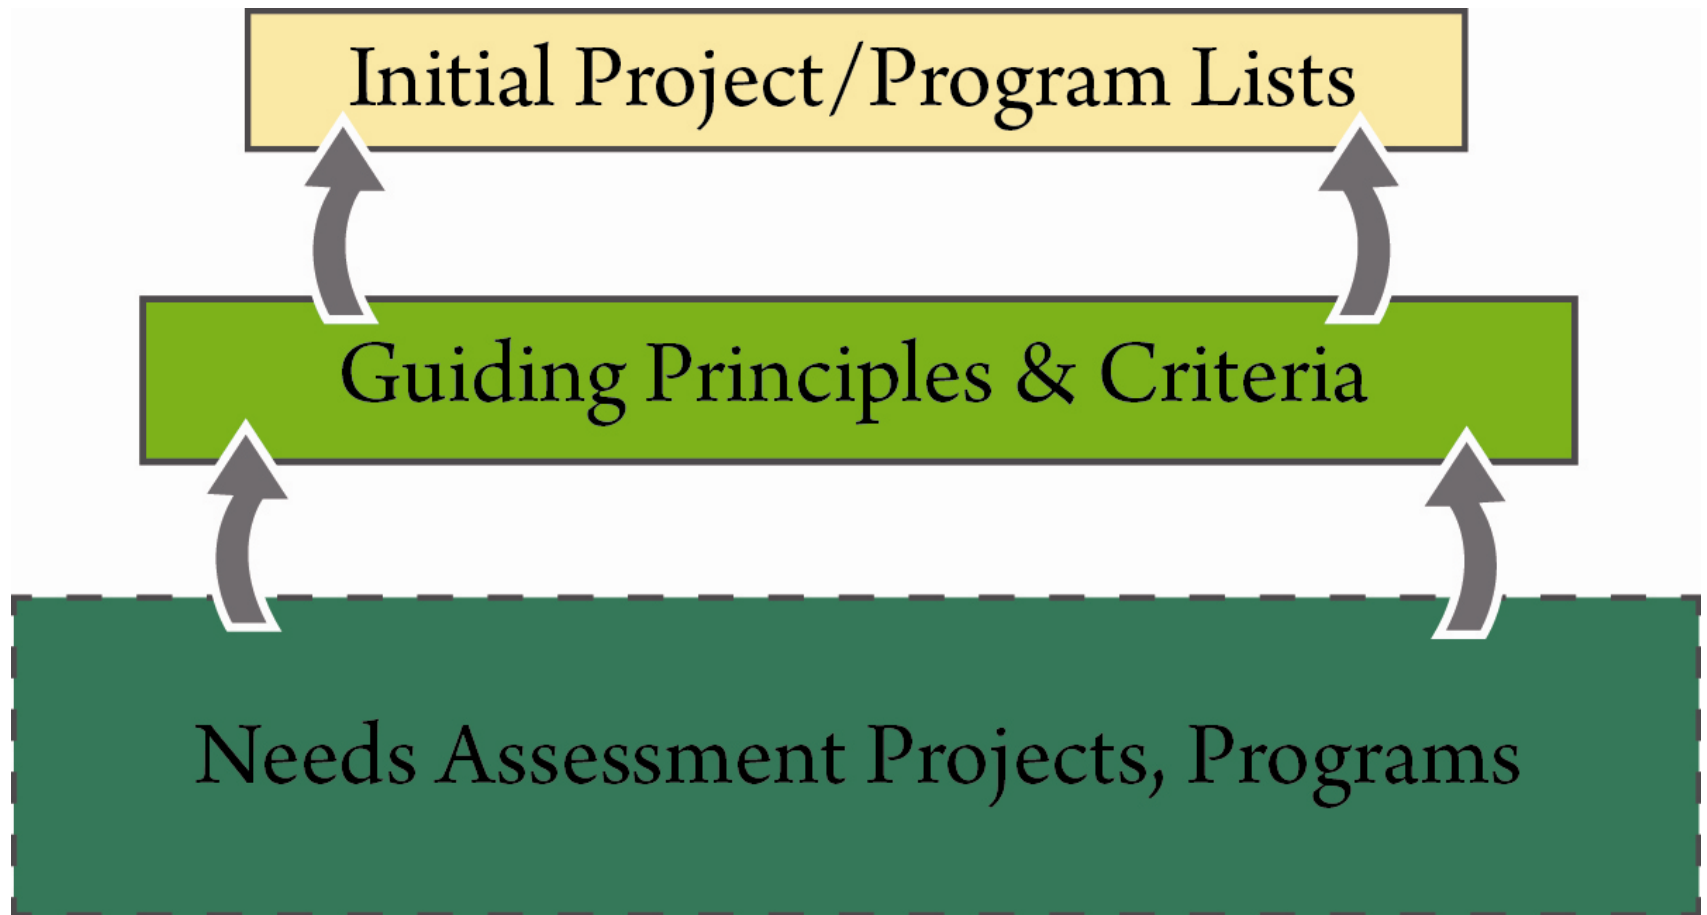 Initial Project/Program Lists
Guiding Principles & Criteria
Needs Assessment Projects, Programs